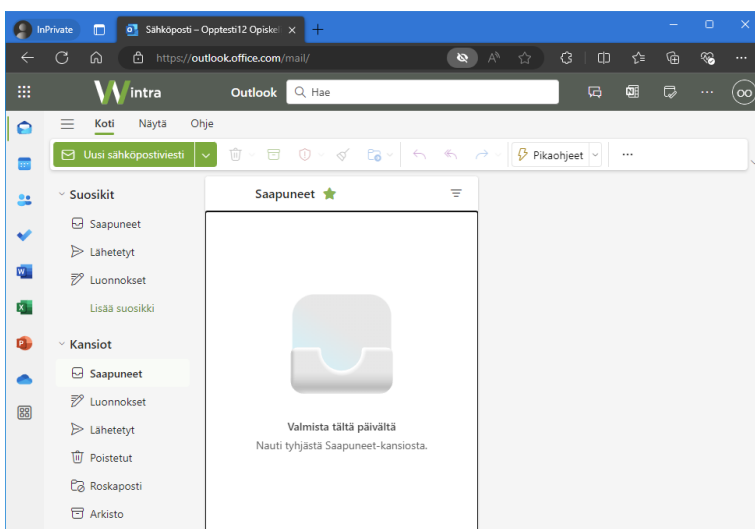 InPrivate
Sähköposti – Opptesti12 Opiskel
https://outlook.office.com/mail/
Wintra
Outlook
Hae
OO
Koti Näytä Ohje
Uusi sähköpostiviesti
Pikaohjeet
Suosikit
Saapuneet
Lähetetyt
Luonnokset
Lisää suosikki
Kansiot
Saapuneet
Luonnokset
Lähetetyt
Poistetut
Roskaposti
Arkisto
Saapuneet
Valmista tältä päivältä
Nauti tyhjästä Saapuneet-kansiosta.